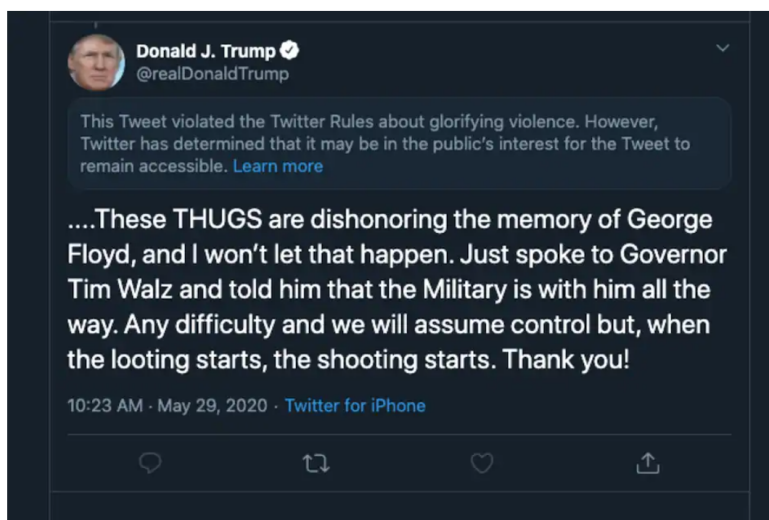 Donald J. Trump
@realDonaldTrump
This Tweet violated the Twitter Rules about glorifying violence. However,
Twitter has determined that it may be in the public's interest for the Tweet to
remain accessible. Learn more
....These THUGS are dishonoring the memory of George
Floyd, and I won't let that happen. Just spoke to Governor
Tim Walz and told him that the Military is with him all the
way. Any difficulty and we will assume control but, when
the looting starts, the shooting starts. Thank you!
10:23 AM · May 29, 2020 · Twitter for iPhone